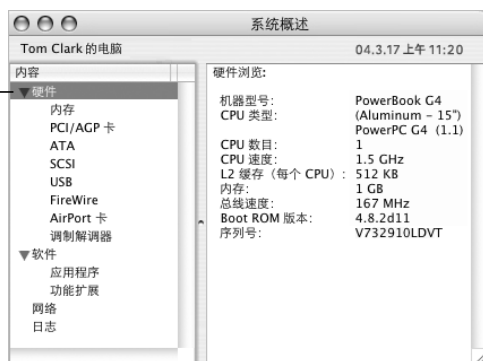 系统概述
Tom Clark 的电脑
04.3.17 上午 11:20
内容
硬件
内存
PCI/AGP 卡
ATA
SCSI
USB
FireWire
AirPort 卡
调制解调器
软件
应用程序
功能扩展
网络
日志
硬件浏览:
机器型号: PowerBook G4
CPU 类型: (Aluminum – 15")
PowerPC G4 (1.1)
CPU 数目: 1
CPU 速度: 1.5 GHz
L2 缓存（每个 CPU）: 512 KB
内存: 1 GB
总线速度: 167 MHz
Boot ROM 版本: 4.8.2d11
序列号: V732910LDVT